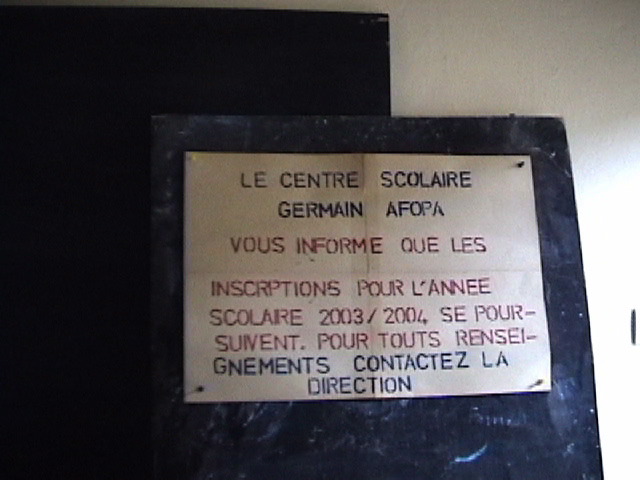 LE CENTRE SCOLAIRE
GERMAIN AFOPA
VOUS INFORME QUE LES
INSCRPTIONS POUR L'ANNEE
SCOLAIRE 2003/2004 SE POUR-
SUIVENT. POUR TOUTS RENSEI-
GNEMENTS CONTACTEZ LA
DIRECTION